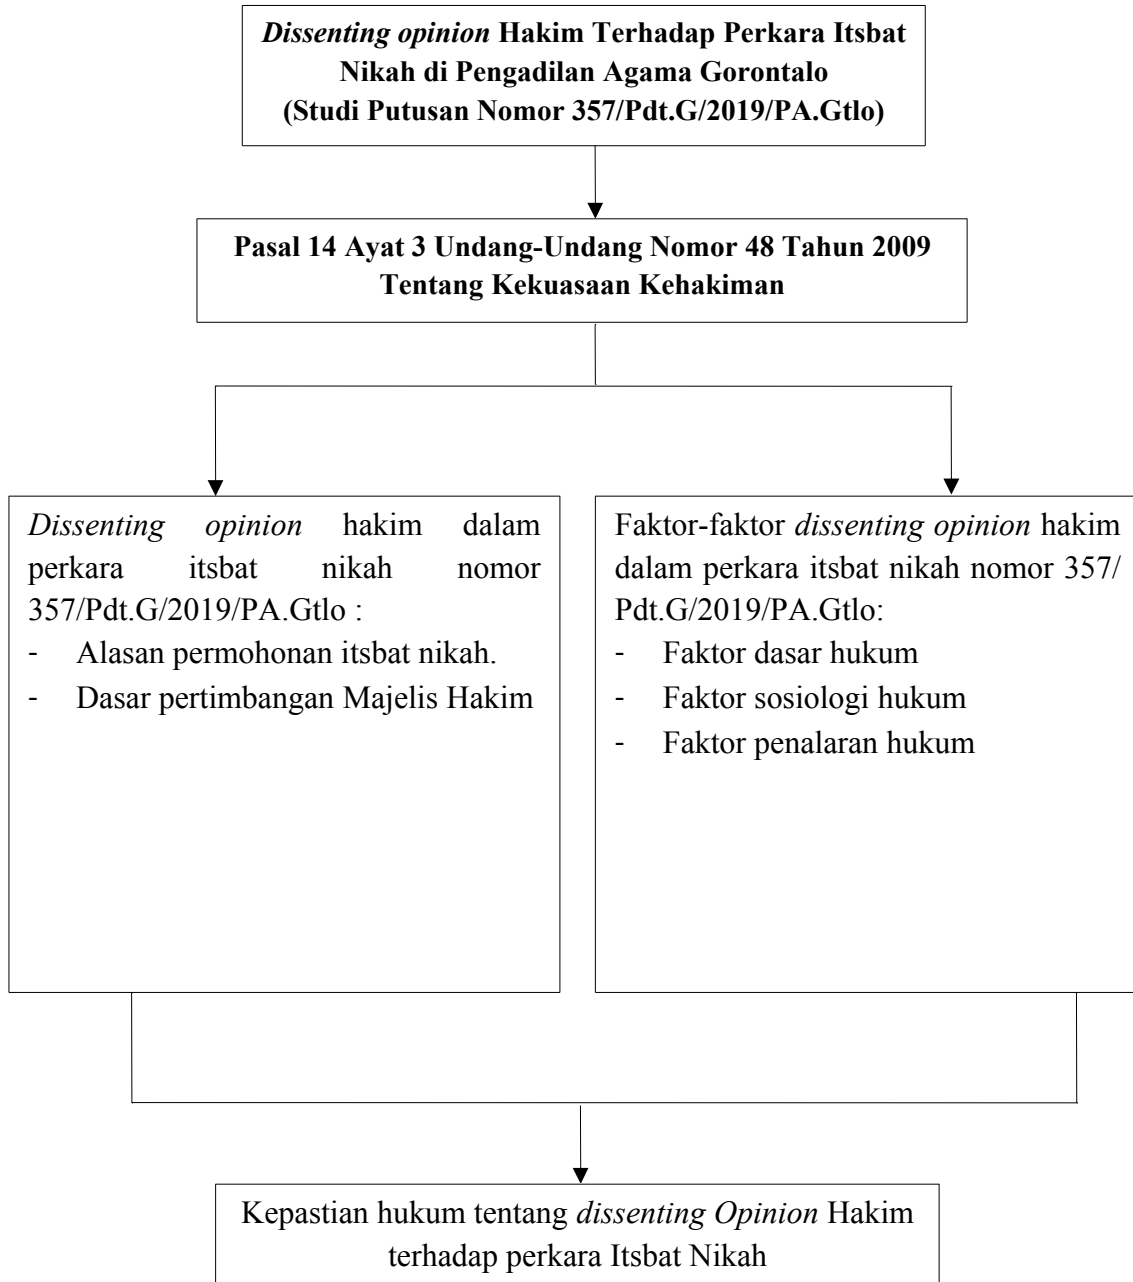 Dissenting opinion Hakim Terhadap Perkara Itsbat
Nikah di Pengadilan Agama Gorontalo
(Studi Putusan Nomor 357/Pdt.G/2019/PA.Gtlo)
Pasal 14 Ayat 3 Undang-Undang Nomor 48 Tahun 2009
Tentang Kekuasaan Kehakiman
Dissenting opinion hakim dalam
perkara itsbat nikah nomor
357/Pdt.G/2019/PA.Gtlo :
- Alasan permohonan itsbat nikah.
- Dasar pertimbangan Majelis Hakim
Faktor-faktor dissenting opinion hakim
dalam perkara itsbat nikah nomor 357/
Pdt.G/2019/PA.Gtlo:
- Faktor dasar hukum
- Faktor sosiologi hukum
- Faktor penalaran hukum
Kepastian hukum tentang dissenting Opinion Hakim
terhadap perkara Itsbat Nikah